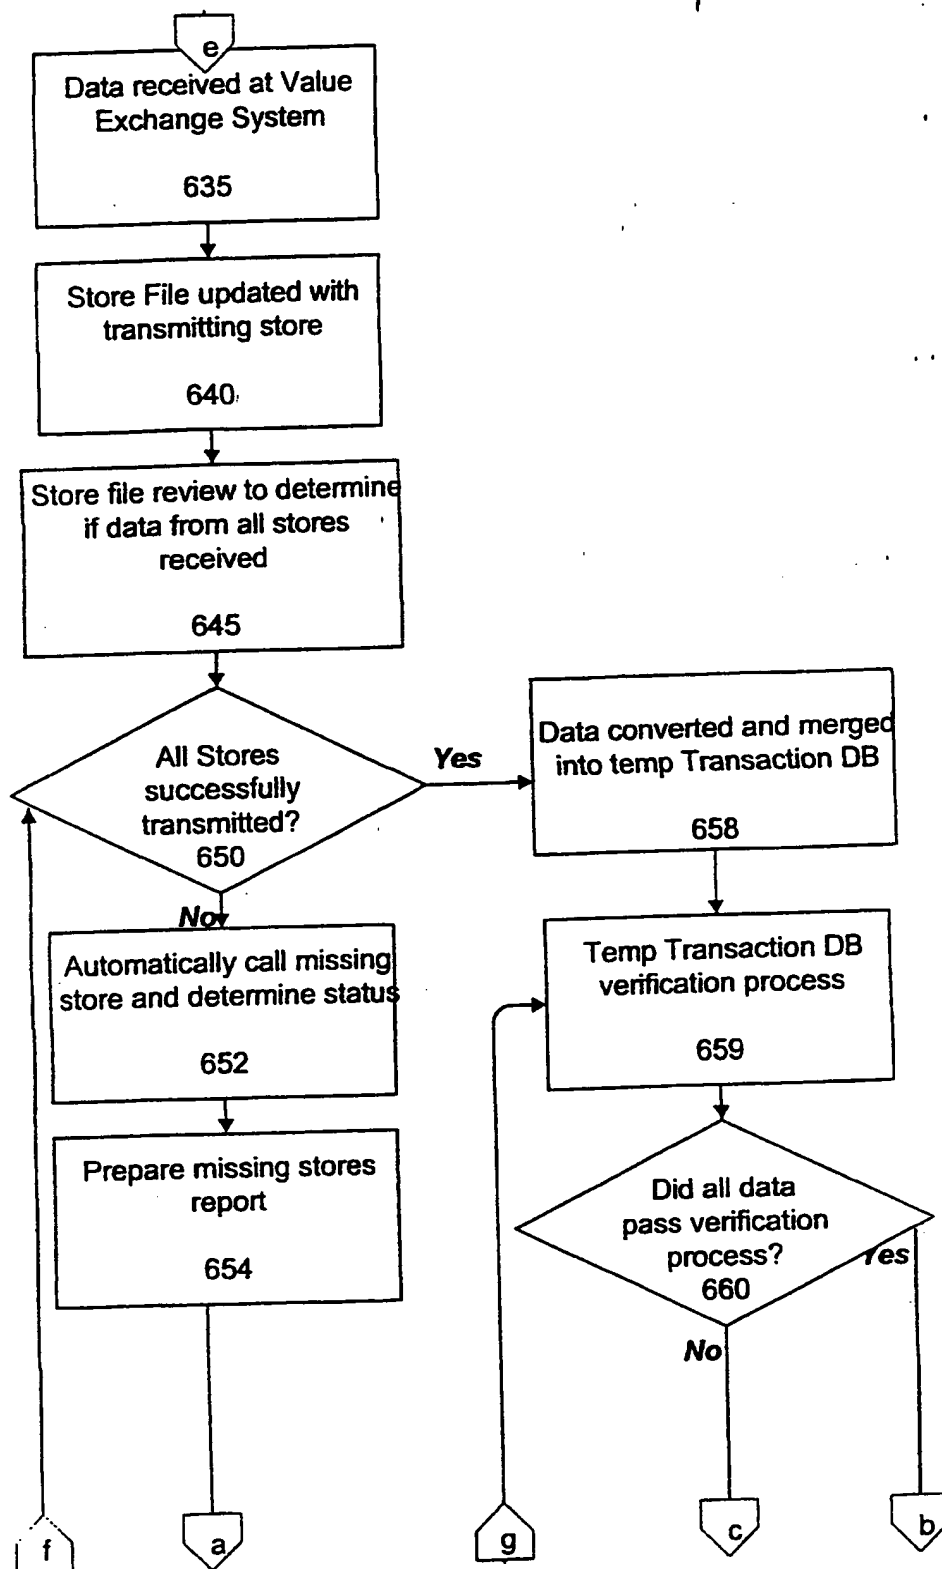 e
Data received at Value
Exchange System
635
Store File updated with
transmitting store
640
Store file review to determine
if data from all stores
received
645
All Stores
successfully
transmitted?
650
Yes
No
Data converted and merged
into temp Transaction DB
658
Automatically call missing
store and determine status
652
Temp Transaction DB
verification process
659
Prepare missing stores
report
654
Did all data
pass verification
process?
660
Yes
No
f
a
g
c
b